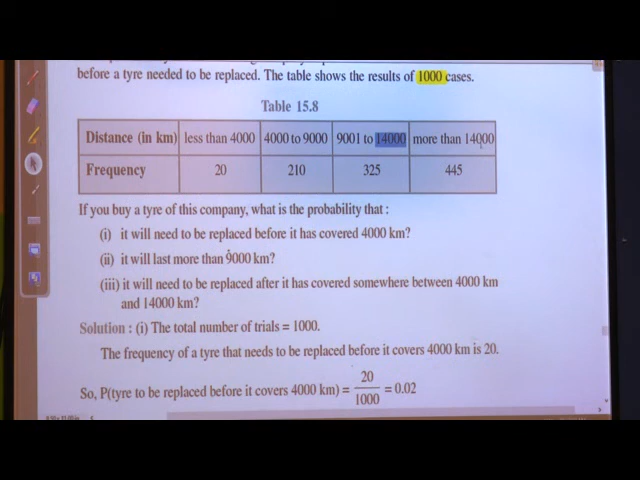 before a tyre needed to be replaced. The table shows the results of 1000 cases.
Table 15.8
Distance (in km) less than 4000 4000 to 9000 9001 to 14000 more than 14000
Frequency 20 210 325 445
If you buy a tyre of this company, what is the probability that :
(i) it will need to be replaced before it has covered 4000 km?
(ii) it will last more than 9000 km?
(iii) it will need to be replaced after it has covered somewhere between 4000 km
and 14000 km?
Solution : (i) The total number of trials = 1000.
The frequency of a tyre that needs to be replaced before it covers 4000 km is 20.
So, P(tyre to be replaced before it covers 4000 km) = 20/1000 = 0.02